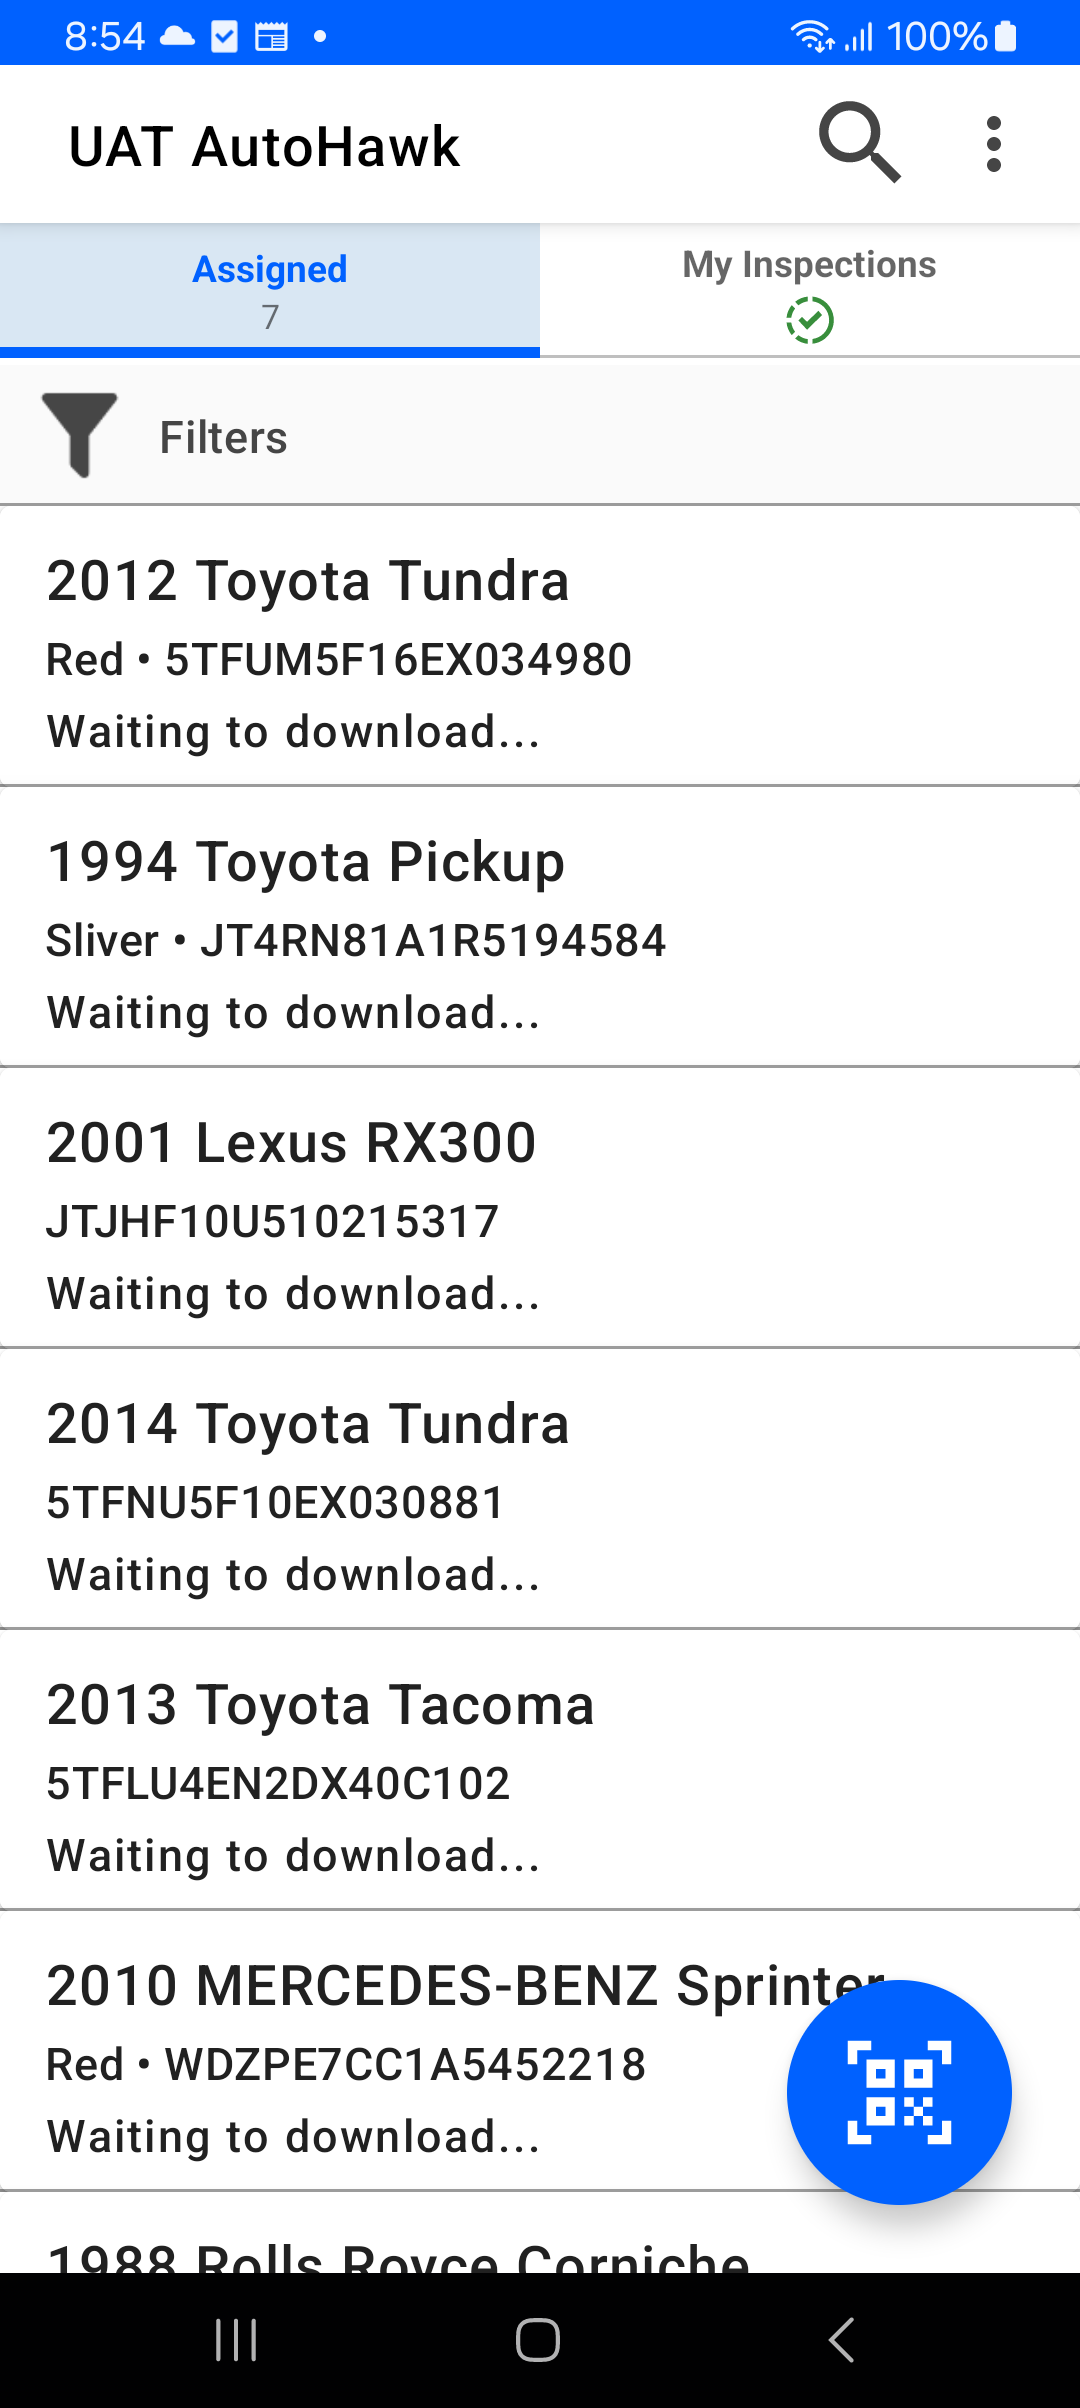 8:54 100%
UAT AutoHawk
Assigned
7
My Inspections
Filters
2012 Toyota Tundra
Red • 5TFUM5F16EX034980
Waiting to download...
1994 Toyota Pickup
Sliver • JT4RN81A1R5194584
Waiting to download...
2001 Lexus RX300
JTJHF10U510215317
Waiting to download...
2014 Toyota Tundra
5TFNU5F10EX030881
Waiting to download...
2013 Toyota Tacoma
5TFLU4EN2DX40C102
Waiting to download...
2010 MERCEDES-BENZ Sprinter
Red • WDZPE7CC1A5452218
Waiting to download...
1988 Rolls Royce Corniche